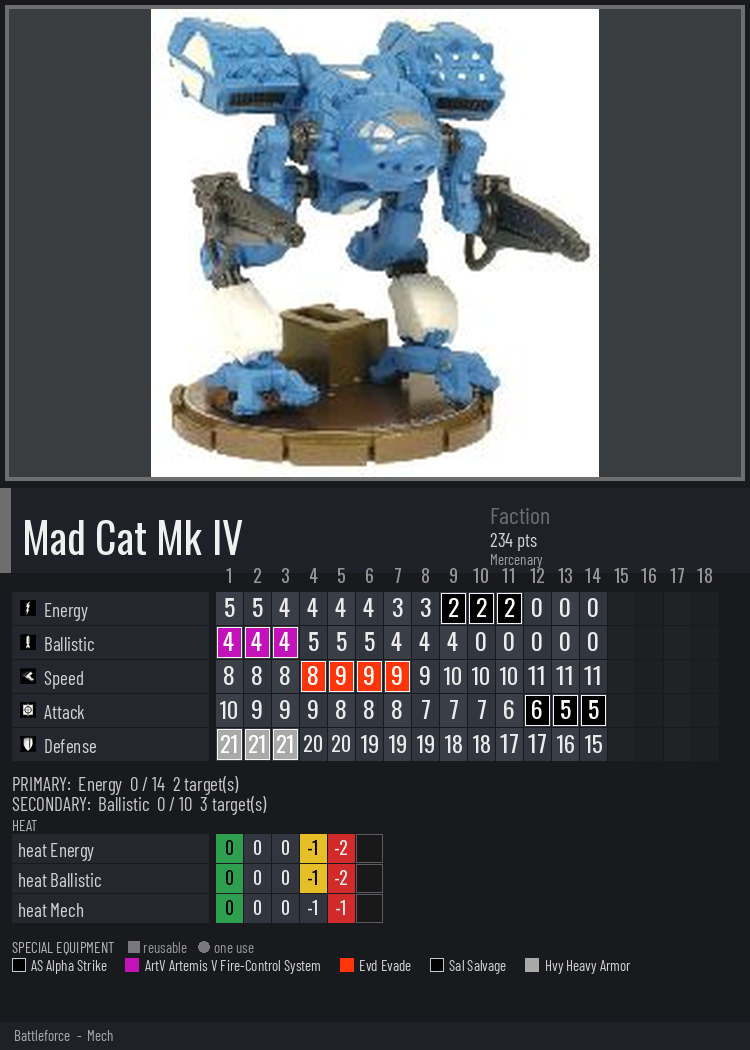 Mad Cat Mk IV
Faction
234 pts
Mercenary
1 2 3 4 5 6 7 8 9 10 11 12 13 14 15 16 17 18
Energy 5 5 4 4 4 4 3 3 2 2 2 0 0 0
Ballistic 4 4 4 5 5 5 4 4 4 0 0 0 0 0
Speed 8 8 8 8 9 9 9 9 10 10 10 11 11 11
Attack 10 9 9 9 8 8 8 7 7 7 6 6 5 5
Defense 21 21 21 20 20 19 19 19 18 18 17 17 16 15
PRIMARY: Energy 0 / 14 2 target(s)
SECONDARY: Ballistic 0 / 10 3 target(s)
HEAT
heat Energy 0 0 0 -1 -2
heat Ballistic 0 0 0 -1 -2
heat Mech 0 0 0 -1 -1
SPECIAL EQUIPMENT reusable one use
AS Alpha Strike ArtV Artemis V Fire-Control System Evd Evade Sal Salvage Hvy Heavy Armor
Battleforce - Mech